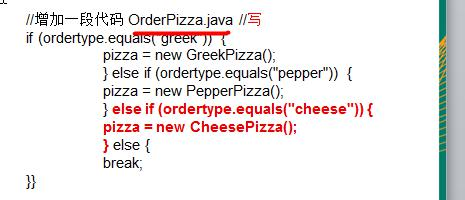 //增加一段代码 OrderPizza.java //写
if (ordertype.equals("greek")) {
pizza = new GreekPizza();
} else if (ordertype.equals("pepper")) {
pizza = new PepperPizza();
} else if (ordertype.equals("cheese")) {
pizza = new CheesePizza();
} else {
break;
}}